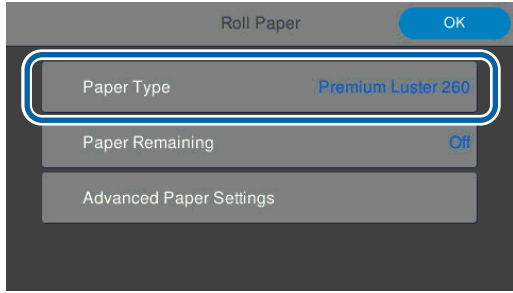 Roll Paper OK
Paper Type Premium Luster 260
Paper Remaining Off
Advanced Paper Settings